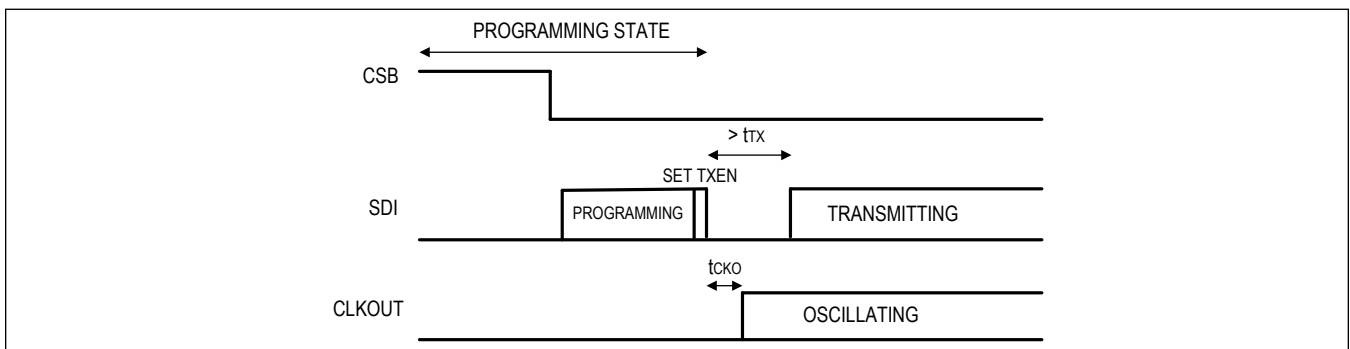 PROGRAMMING STATE
CSB
> tTX
SET TXEN
SDI
PROGRAMMING
TRANSMITTING
tCKO
CLKOUT
OSCILLATING